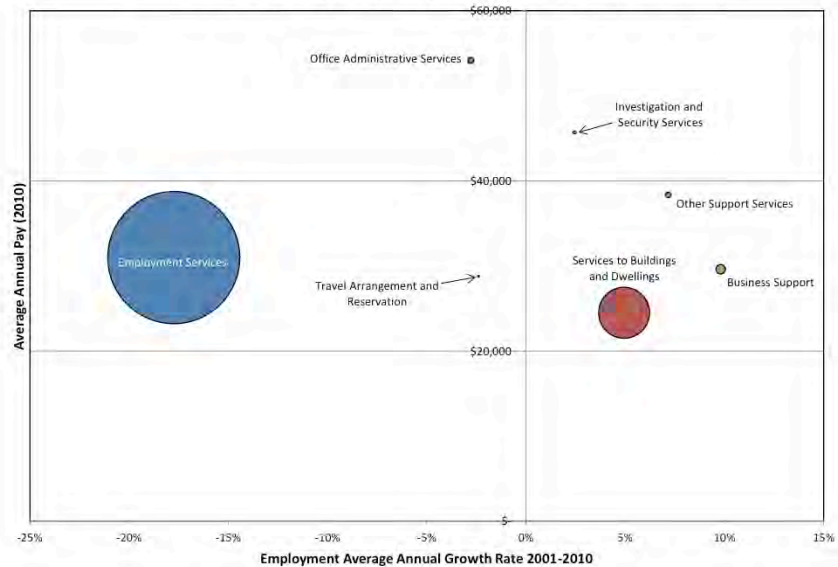 $60,000
Office Administrative Services
Investigation and
Security Services
$40,000
Other Support Services
Average Annual Pay (2010)
Employment Services
Services to Buildings
and Dwellings
Travel Arrangement and
Reservation
Business Support
$20,000
$-
-25%
-20%
-15%
-10%
-5%
0%
5%
10%
15%
Employment Average Annual Growth Rate 2001-2010